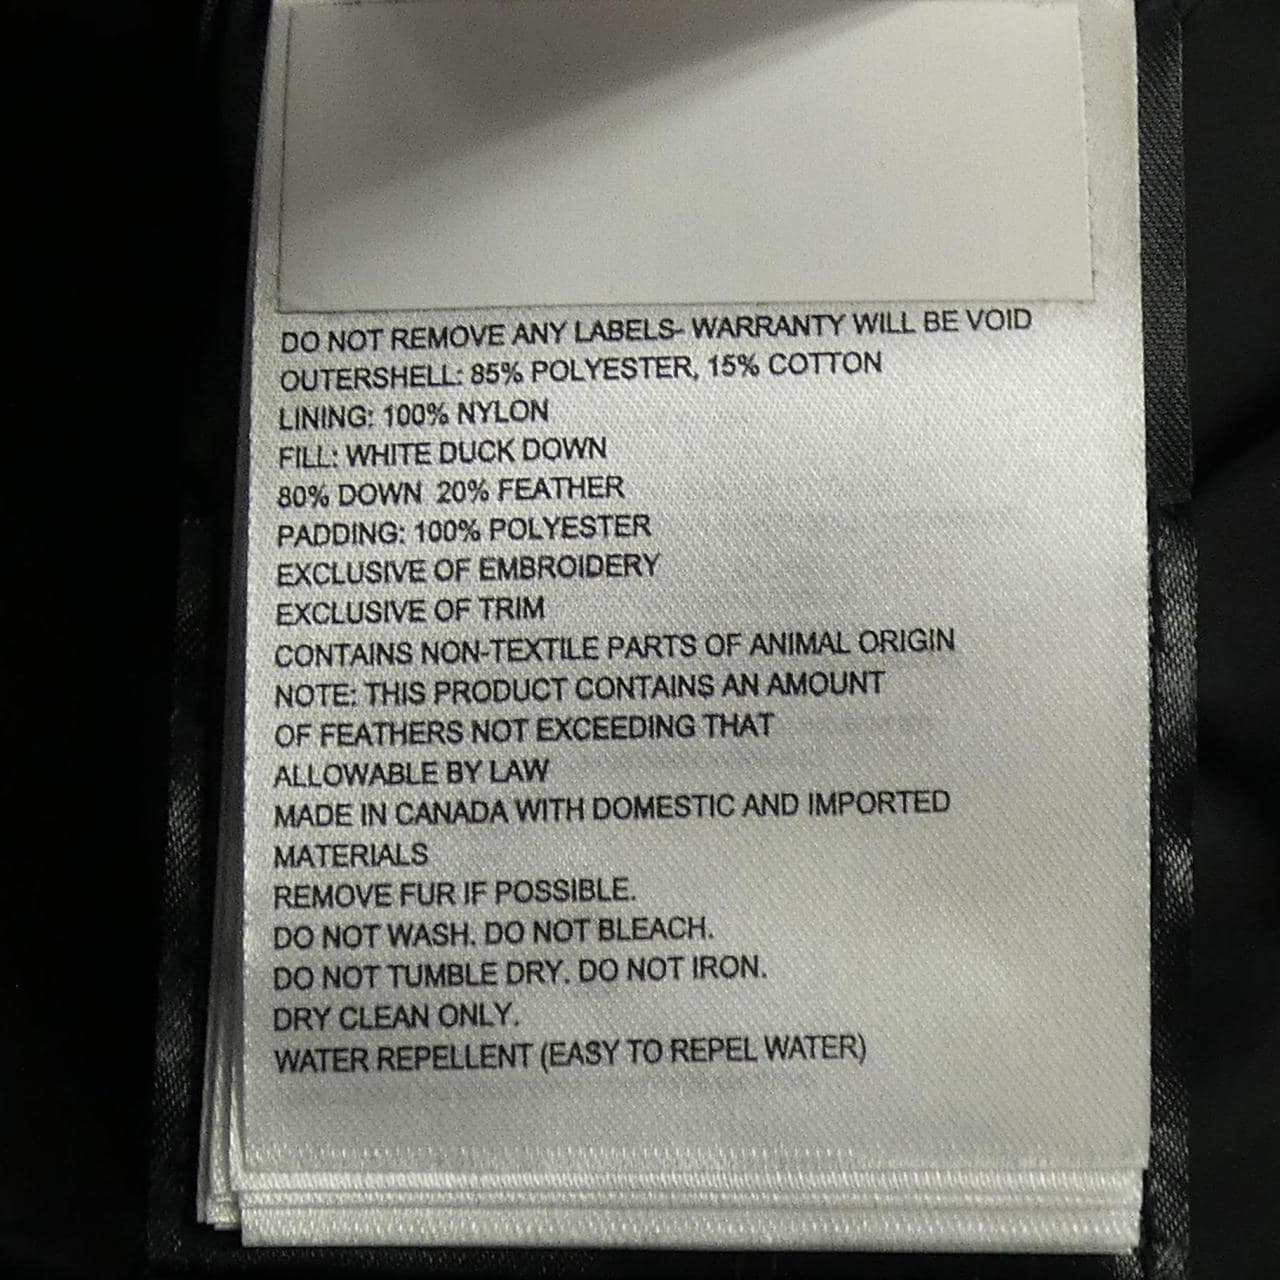 DO NOT REMOVE ANY LABELS- WARRANTY WILL BE VOID
OUTERSHELL: 85% POLYESTER, 15% COTTON
LINING: 100% NYLON
FILL: WHITE DUCK DOWN
80% DOWN 20% FEATHER
PADDING: 100% POLYESTER
EXCLUSIVE OF EMBROIDERY
EXCLUSIVE OF TRIM
CONTAINS NON-TEXTILE PARTS OF ANIMAL ORIGIN
NOTE: THIS PRODUCT CONTAINS AN AMOUNT
OF FEATHERS NOT EXCEEDING THAT
ALLOWABLE BY LAW
MADE IN CANADA WITH DOMESTIC AND IMPORTED
MATERIALS
REMOVE FUR IF POSSIBLE.
DO NOT WASH. DO NOT BLEACH.
DO NOT TUMBLE DRY. DO NOT IRON.
DRY CLEAN ONLY.
WATER REPELLENT (EASY TO REPEL WATER)